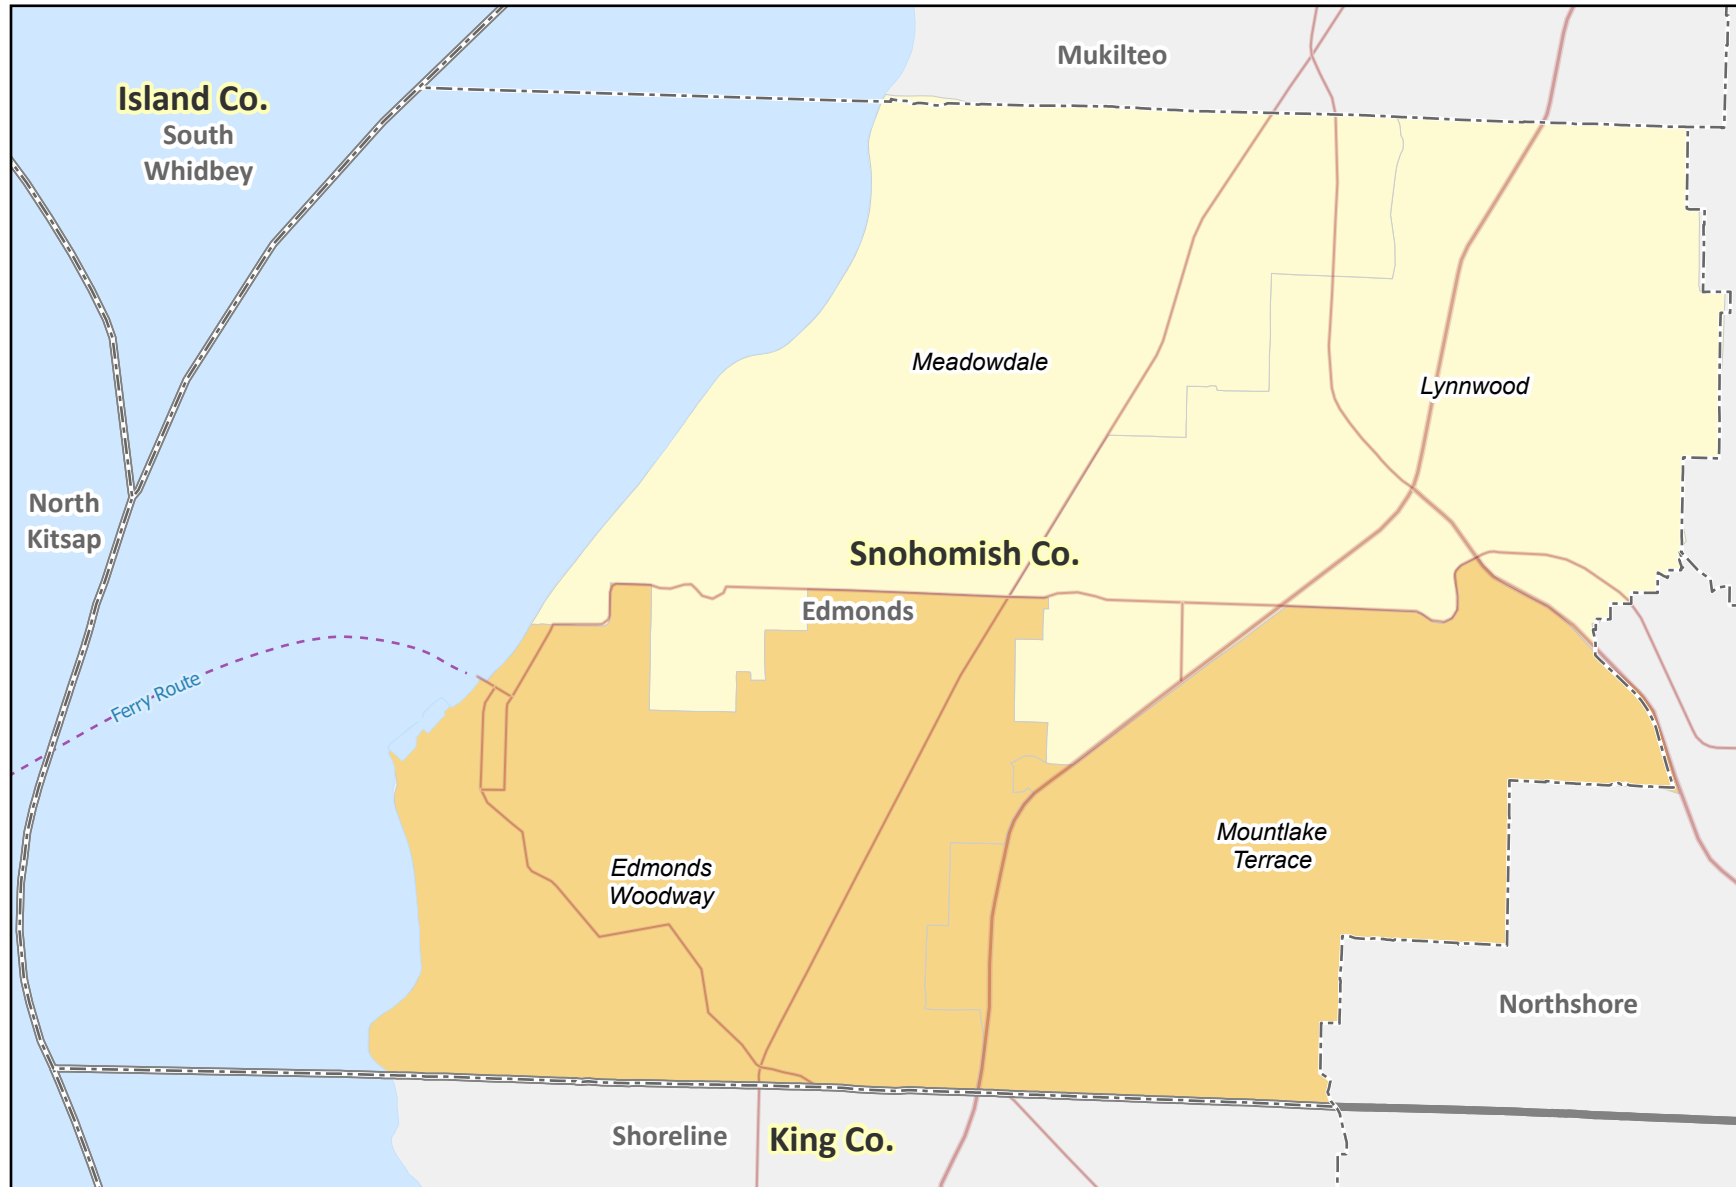 Mukilteo
Island Co.
South
Whidbey
Meadowdale
Lynnwood
North
Kitsap
Snohomish Co.
Edmonds
Ferry Route
Mountlake
Terrace
Edmonds
Woodway
Northshore
Shoreline
King Co.